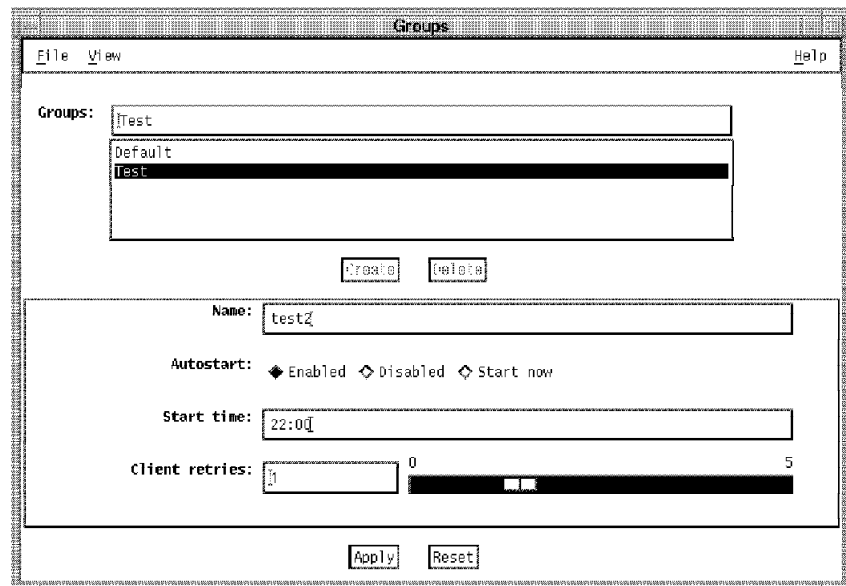 Groups
File View Help
Groups: Test
Default
Test
Create Delete
Name: test2
Autostart: Enabled Disabled Start now
Start time: 22:00
Client retries: 1 0 5
Apply Reset